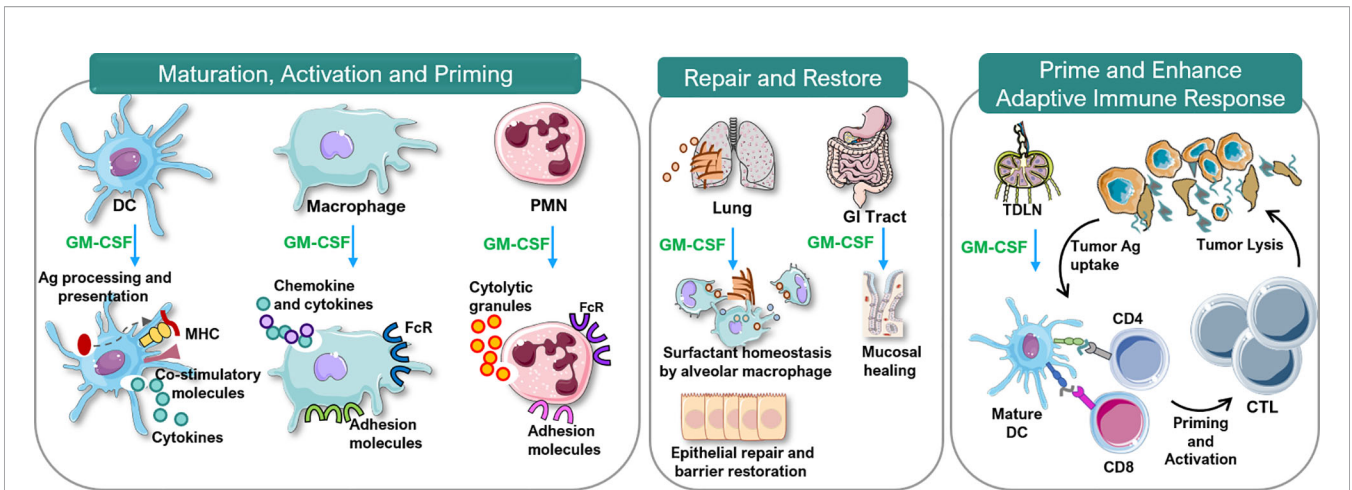 Maturation, Activation and Priming
DC
Macrophage
PMN
GM-CSF
GM-CSF
GM-CSF
Ag processing and
presentation
MHC
Co-stimulatory
molecules
Cytokines
Chemokine
and cytokines
FcR
Adhesion
molecules
Cytolytic
granules
FcR
Adhesion
molecules
Repair and Restore
Lung
GI Tract
GM-CSF
GM-CSF
Surfactant homeostasis
by alveolar macrophage
Mucosal
healing
Epithelial repair and
barrier restoration
Prime and Enhance
Adaptive Immune Response
TDLN
GM-CSF
Tumor Ag
uptake
Tumor Lysis
CD4
Mature
DC
CD8
Priming
and
Activation
CTL